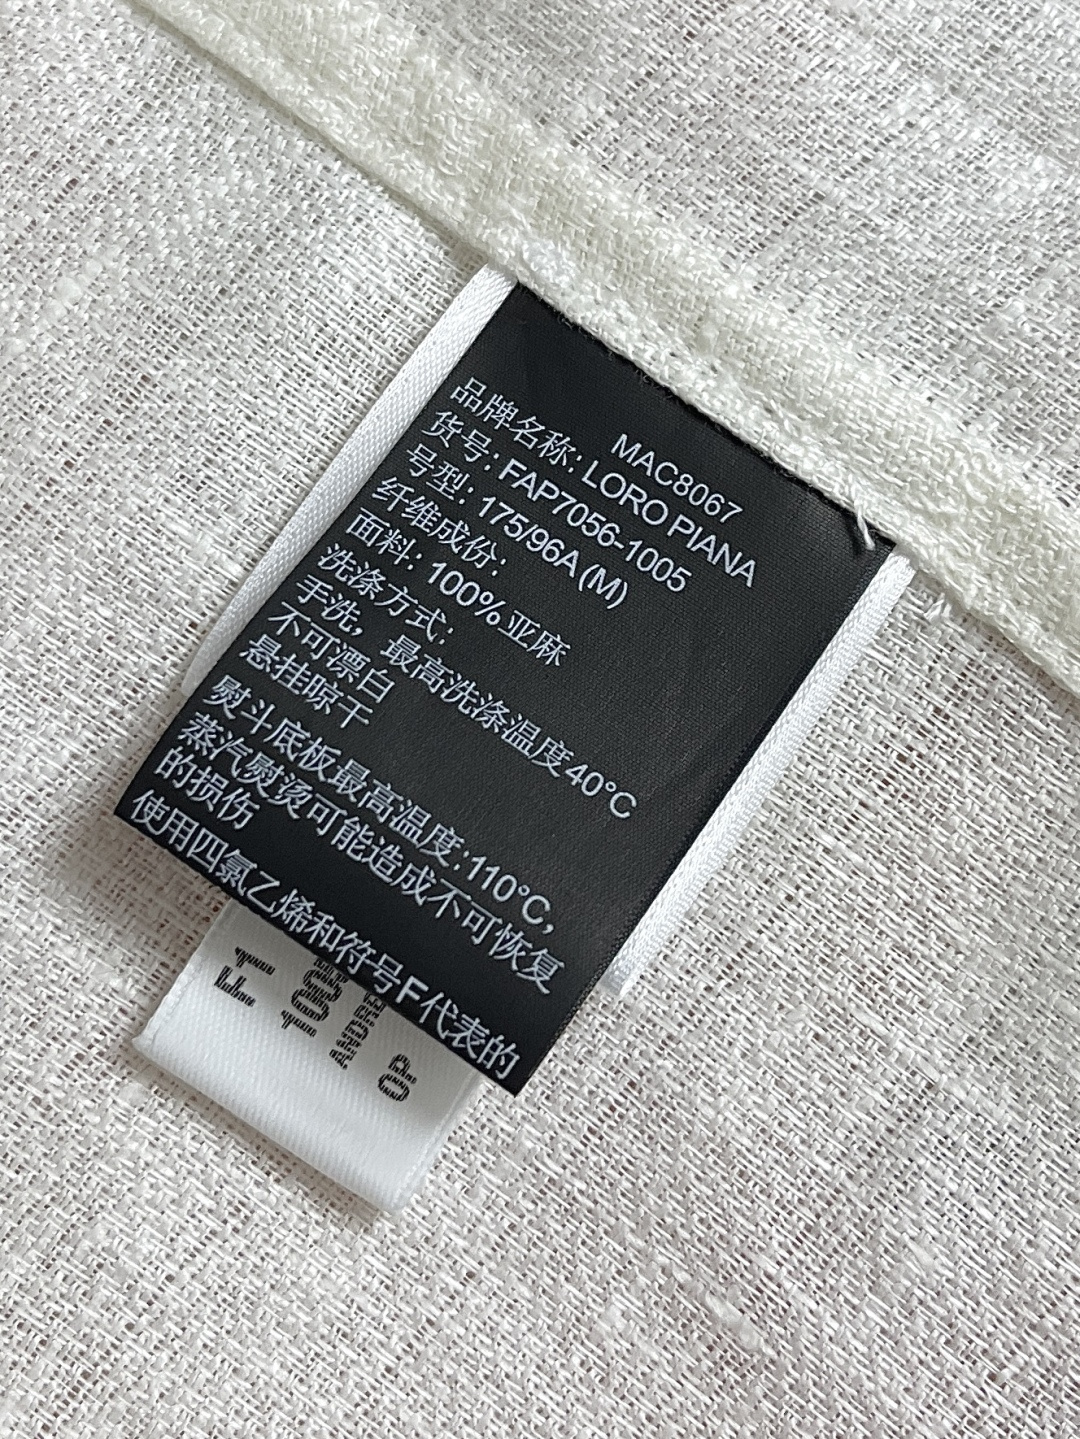 MAC8067
品牌名称: LORO PIANA
货号: FAP7056-1005
号型: 175/96A (M)
纤维成份:
面料: 100% 亚麻
洗涤方式:
手洗，最高洗涤温度40°C
不可漂白
悬挂晾干
熨斗底板最高温度:110°C,
蒸汽熨烫可能造成不可恢复
的损伤
使用四氯乙烯和符号F代表的